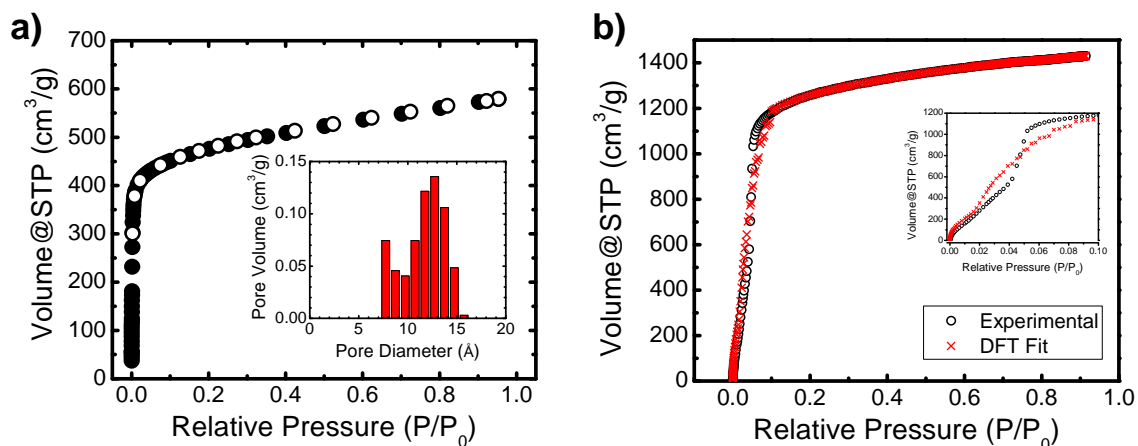 a)
Volume@STP (cm³/g)
700
600
500
400
300
200
100
0
0.0 0.2 0.4 0.6 0.8 1.0
Relative Pressure (P/P₀)
Pore Volume (cm³/g)
0.15
0.10
0.05
0.00
0 5 10 15 20
Pore Diameter (Å)
b)
Volume@STP (cm³/g)
1400
1200
1000
800
600
400
200
0
0.0 0.2 0.4 0.6 0.8 1.0
Relative Pressure (P/P₀)
Volume@STP (cm³/g)
1200
1000
800
600
400
200
0
0.00 0.02 0.04 0.06 0.08 0.10
Relative Pressure (P/P₀)
Experimental
DFT Fit